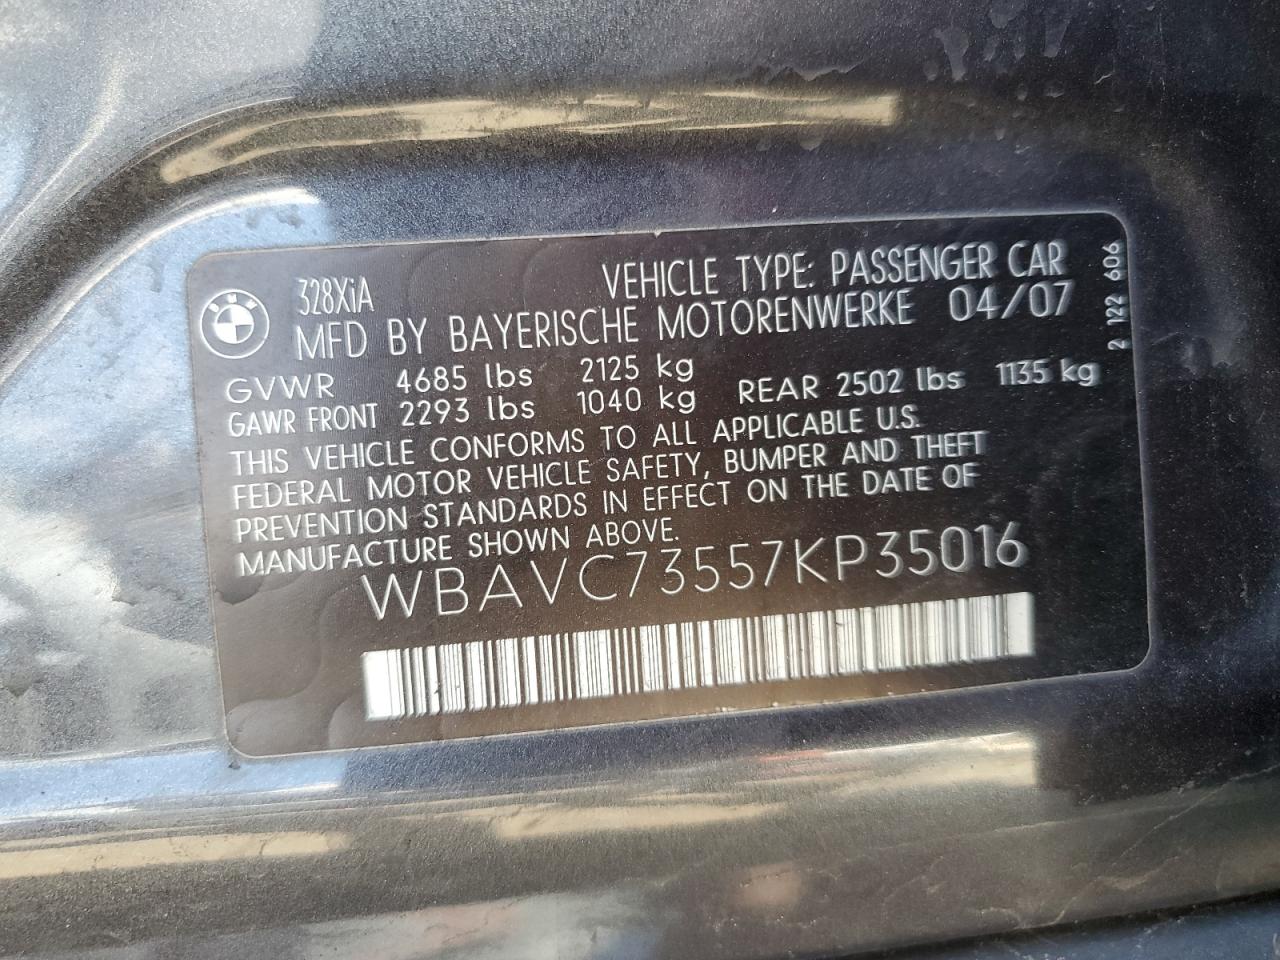 328XiA VEHICLE TYPE: PASSENGER CAR
MFD BY BAYERISCHE MOTORENWERKE 04/07
GVWR 4685 lbs 2125 kg
GAWR FRONT 2293 lbs 1040 kg REAR 2502 lbs 1135 kg
THIS VEHICLE CONFORMS TO ALL APPLICABLE U.S.
FEDERAL MOTOR VEHICLE SAFETY, BUMPER AND THEFT
PREVENTION STANDARDS IN EFFECT ON THE DATE OF
MANUFACTURE SHOWN ABOVE.
WBAVC73557KP35016
2 122 606
BMW